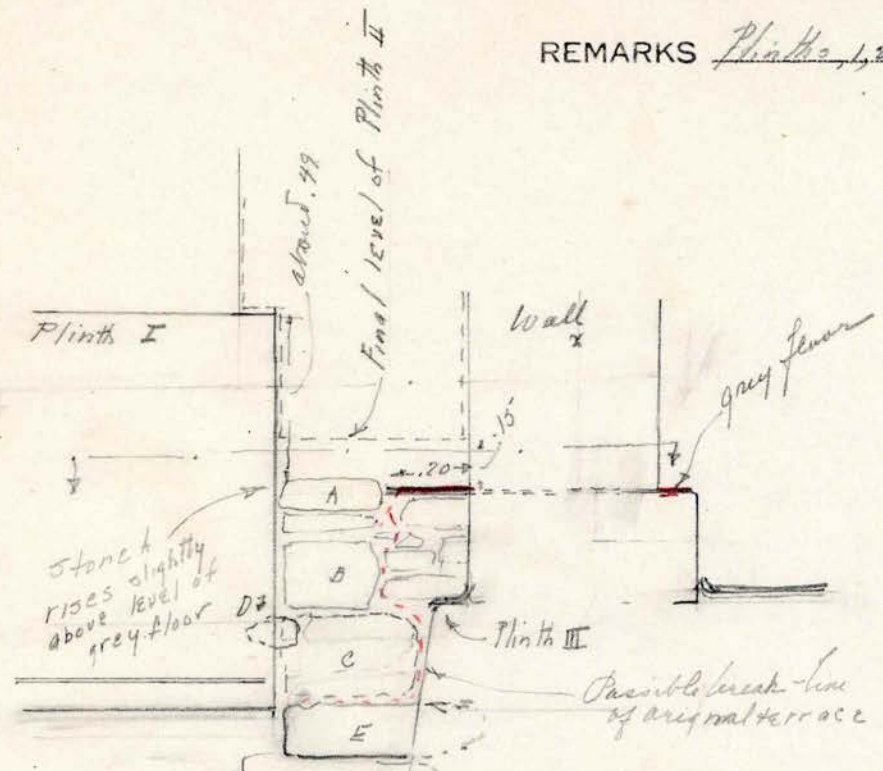 REMARKS Plinths, 1, 2
Final level of Plinth II
about .49
Plinth I
Wall
x
grey floor
.15
.20
A
Stone A
rises slightly
above level of
grey floor
B
D
Plinth III
C
Possible break-line
of original terrace
E